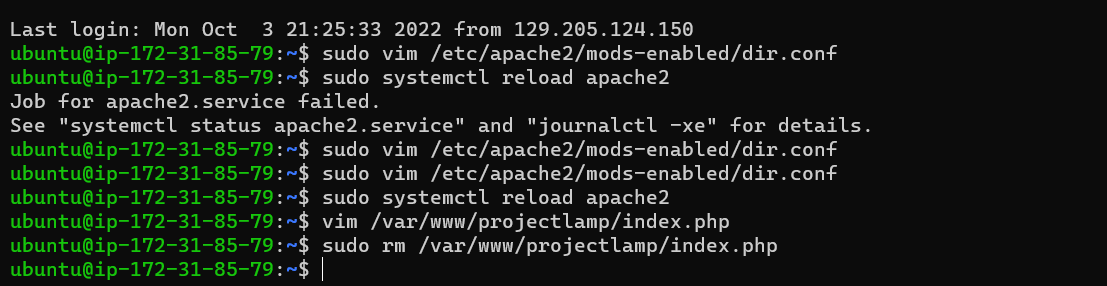 Last login: Mon Oct  3 21:25:33 2022 from 129.205.124.150
ubuntu@ip-172-31-85-79:~$ sudo vim /etc/apache2/mods-enabled/dir.conf
ubuntu@ip-172-31-85-79:~$ sudo systemctl reload apache2
Job for apache2.service failed.
See "systemctl status apache2.service" and "journalctl -xe" for details.
ubuntu@ip-172-31-85-79:~$ sudo vim /etc/apache2/mods-enabled/dir.conf
ubuntu@ip-172-31-85-79:~$ sudo vim /etc/apache2/mods-enabled/dir.conf
ubuntu@ip-172-31-85-79:~$ sudo systemctl reload apache2
ubuntu@ip-172-31-85-79:~$ vim /var/www/projectlamp/index.php
ubuntu@ip-172-31-85-79:~$ sudo rm /var/www/projectlamp/index.php
ubuntu@ip-172-31-85-79:~$